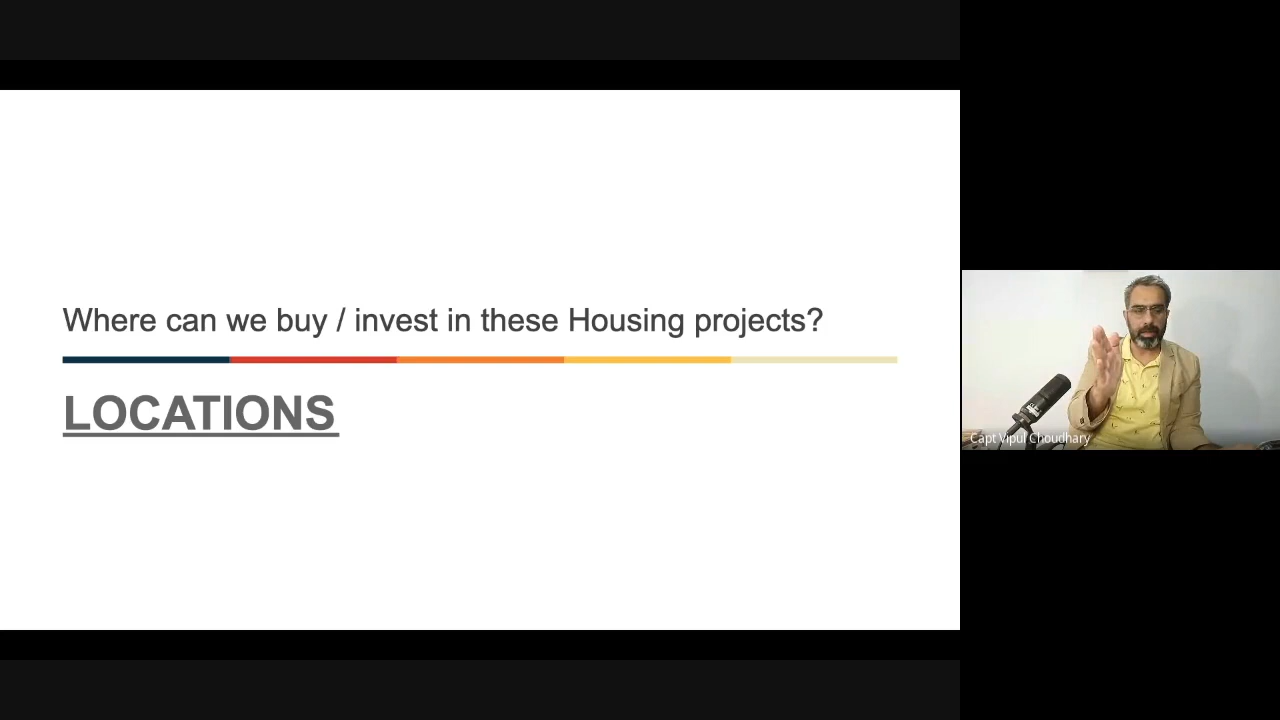 Where can we buy / invest in these Housing projects?
LOCATIONS
Capt Vipul Choudhary